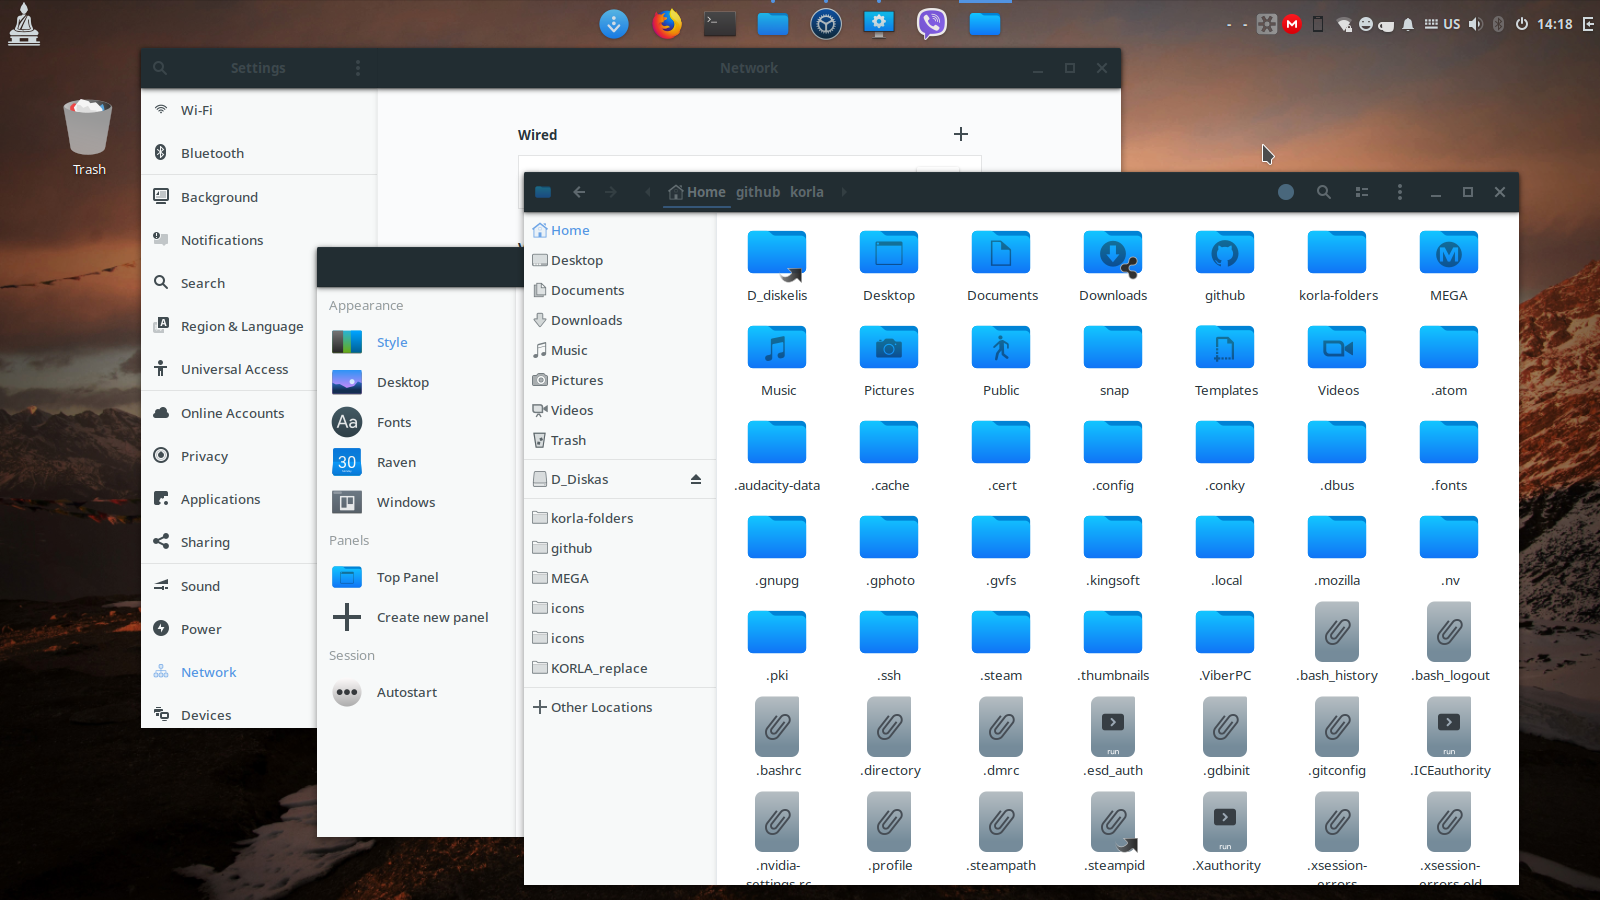 US
14:18
Trash
Settings
Network
Wi-Fi
Bluetooth
Background
Notifications
Search
Region & Language
Universal Access
Online Accounts
Privacy
Applications
Sharing
Sound
Power
Network
Devices
Wired
Appearance
Style
Desktop
Aa
Fonts
30
Raven
Windows
Panels
Top Panel
Create new panel
Session
Autostart
Home github korla
Home
Desktop
Documents
Downloads
Music
Pictures
Videos
Trash
D_Diskas
korla-folders
github
MEGA
icons
icons
KORLA_replace
Other Locations
D_diskelis Desktop Documents Downloads github korla-folders MEGA
Music Pictures Public snap Templates Videos .atom
.audacity-data .cache .cert .config .conky .dbus .fonts
.gnupg .gphoto .gvfs .kingsoft .local .mozilla .nv
.pki .ssh .steam .thumbnails .ViberPC .bash_history .bash_logout
run run
.bashrc .directory .dmrc .esd_auth .gdbinit .gitconfig .ICEauthority
run
.nvidia- .profile .steampath .steampid .Xauthority .xsession- .xsession-
settings-rc errors errors.old